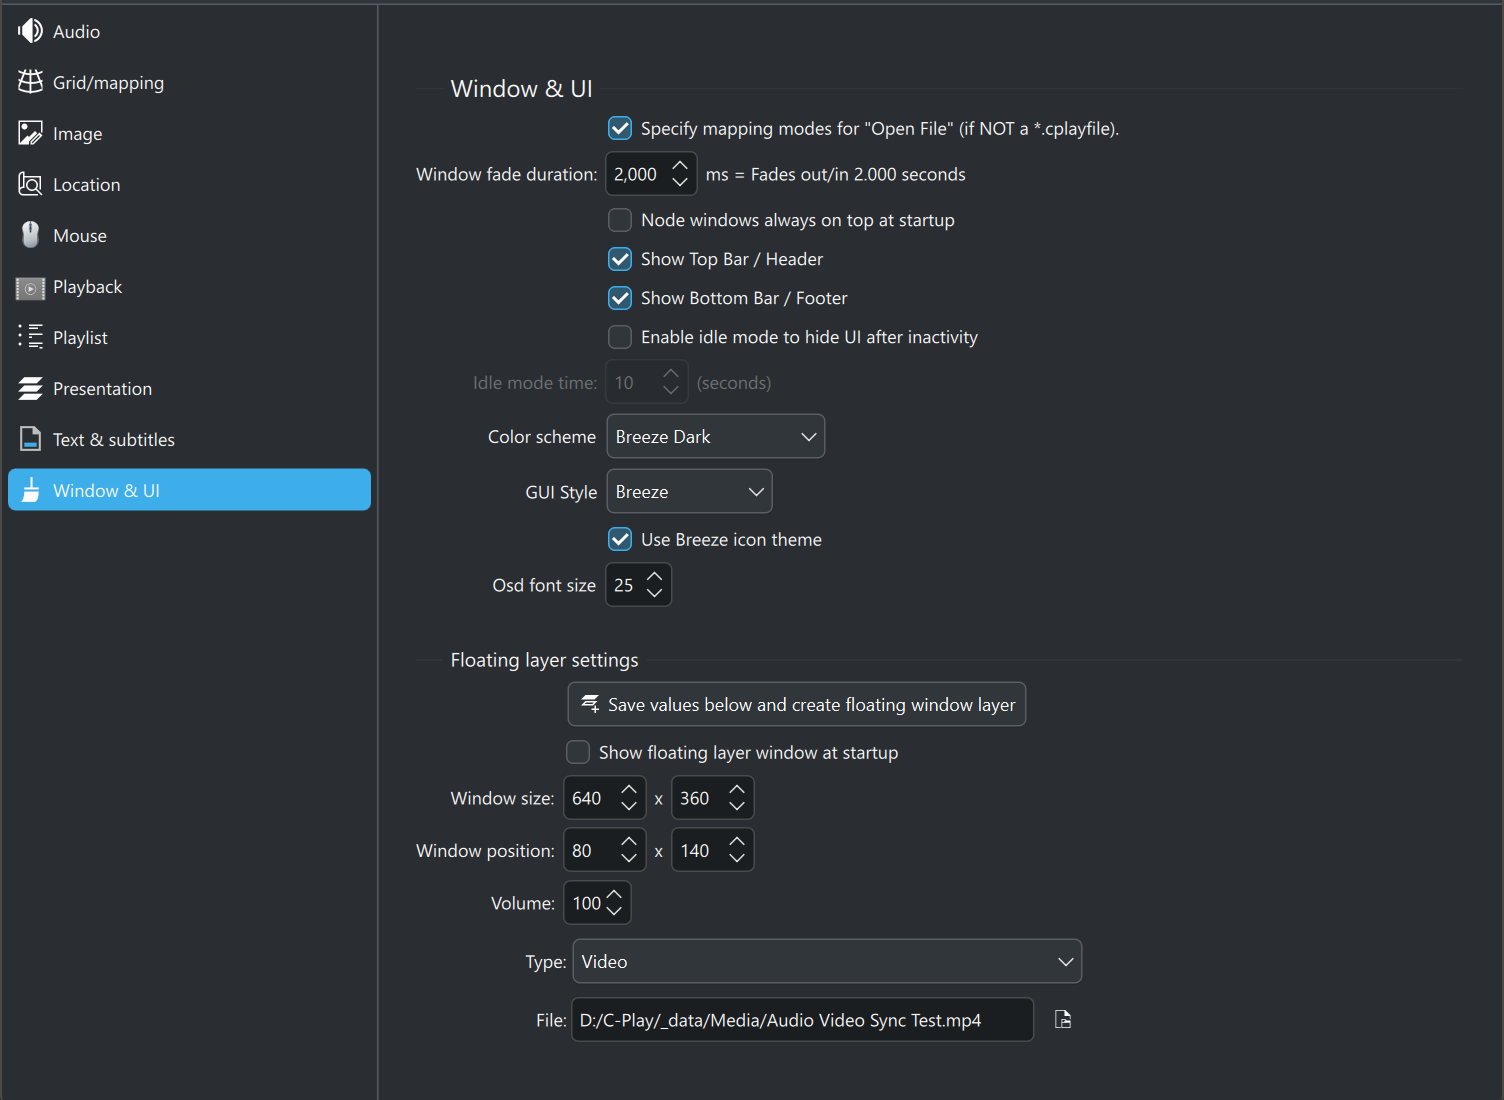 Audio
Grid/mapping
Image
Location
Mouse
Playback
Playlist
Presentation
Text & subtitles
Window & UI
Window & UI
Specify mapping modes for "Open File" (if NOT a *.cplayfile).
Window fade duration: 2,000 ms = Fades out/in 2.000 seconds
Node windows always on top at startup
Show Top Bar / Header
Show Bottom Bar / Footer
Enable idle mode to hide UI after inactivity
Idle mode time: 10 (seconds)
Color scheme Breeze Dark
GUI Style Breeze
Use Breeze icon theme
Osd font size 25
Floating layer settings
Save values below and create floating window layer
Show floating layer window at startup
Window size: 640 x 360
Window position: 80 x 140
Volume: 100
Type: Video
File: D:/C-Play/_data/Media/Audio Video Sync Test.mp4